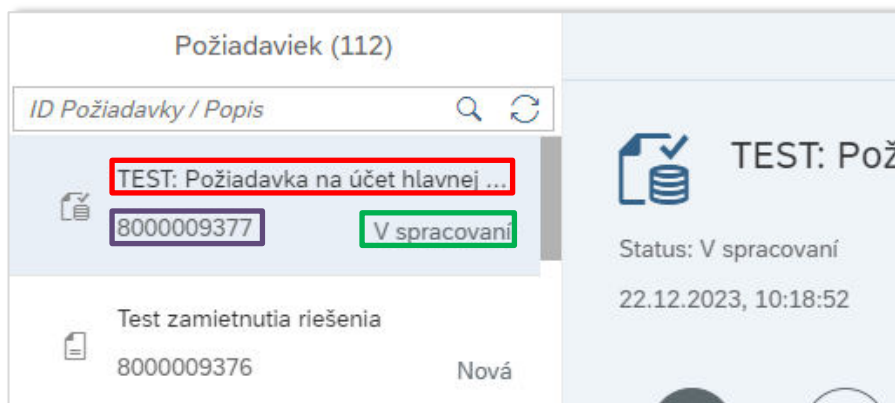 Požiadaviek (112)
ID Požiadavky / Popis
TEST: Požiadavka na účet hlavnej ...
8000009377
V spracovaní
Test zamietnutia riešenia
8000009376
Nová
TEST: Pož
Status: V spracovaní
22.12.2023, 10:18:52